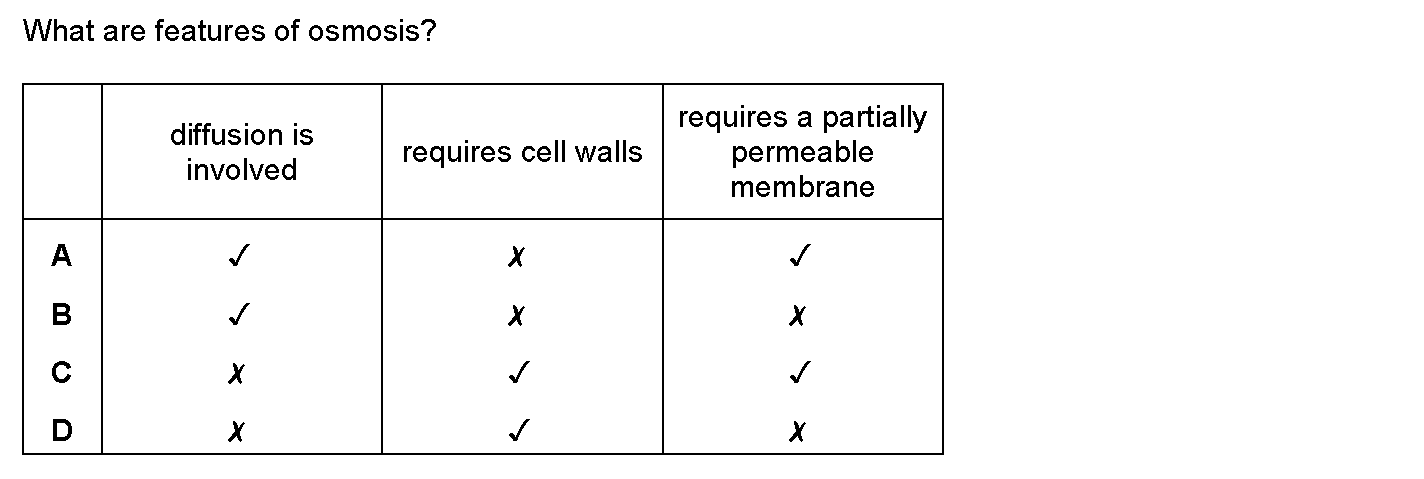 What are features of osmosis?
diffusion is
involved
requires cell walls
requires a partially
permeable
membrane
A ✓ ✗ ✓
B ✓ ✗ ✗
C ✗ ✓ ✓
D ✗ ✓ ✗